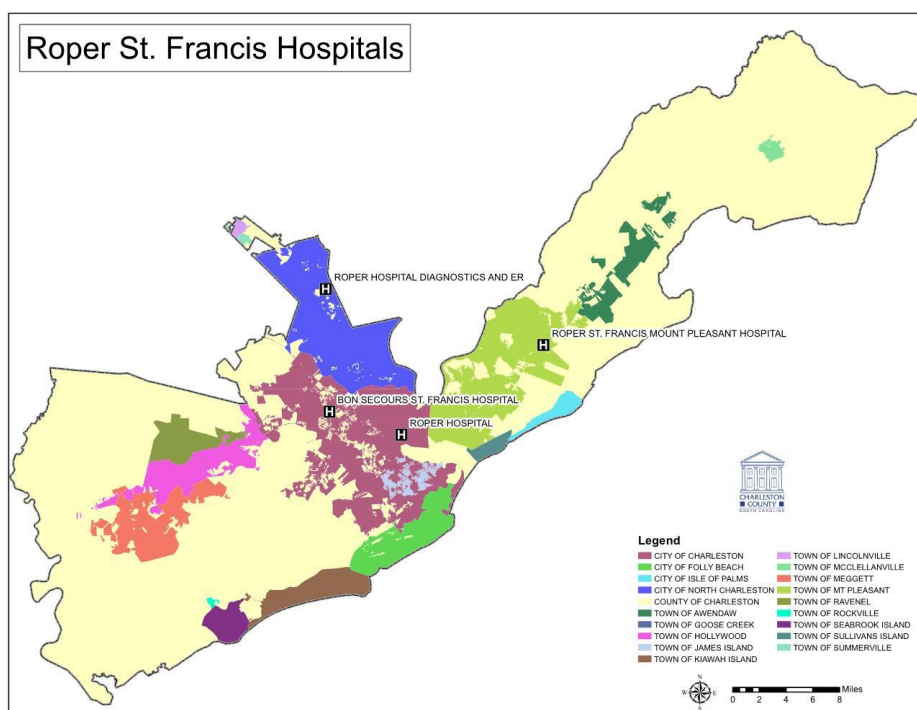 Roper St. Francis Hospitals
ROPER HOSPITAL DIAGNOSTICS AND ER
H
ROPER ST. FRANCIS MOUNT PLEASANT HOSPITAL
H
BON SECOURS ST. FRANCIS HOSPITAL
H
ROPER HOSPITAL
H
CHARLESTON
COUNTY
SOUTH CAROLINA
Legend
CITY OF CHARLESTON
CITY OF FOLLY BEACH
CITY OF ISLE OF PALMS
CITY OF NORTH CHARLESTON
COUNTY OF CHARLESTON
TOWN OF AWENDAW
TOWN OF GOOSE CREEK
TOWN OF HOLLYWOOD
TOWN OF JAMES ISLAND
TOWN OF KIAWAH ISLAND
TOWN OF LINCOLNVILLE
TOWN OF MCCLELLANVILLE
TOWN OF MEGGETT
TOWN OF MT PLEASANT
TOWN OF RAVENEL
TOWN OF ROCKVILLE
TOWN OF SEABROOK ISLAND
TOWN OF SULLIVANS ISLAND
TOWN OF SUMMERVILLE
N
W E
S
Miles
0 2 4 6 8